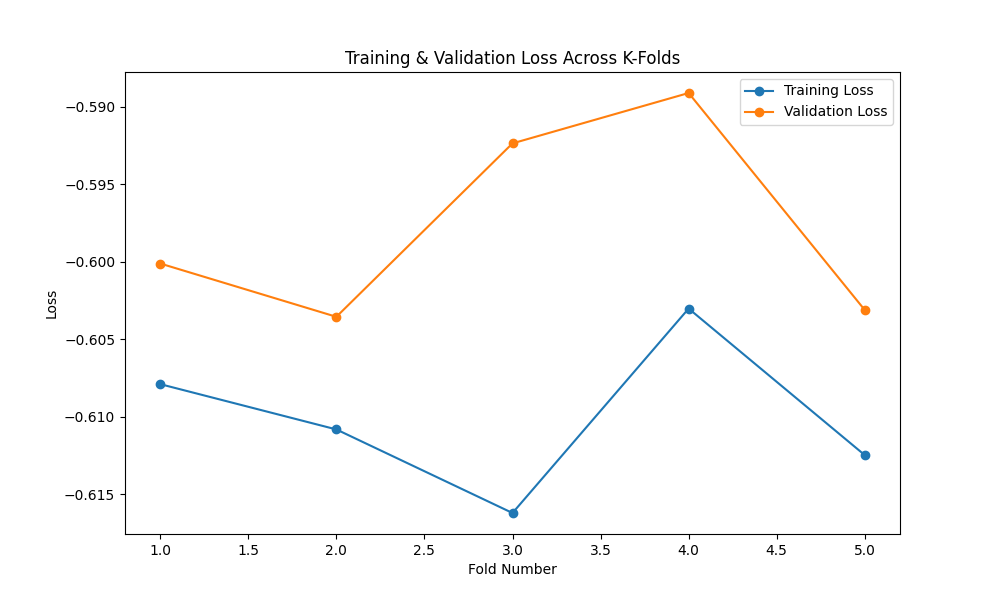 Training & Validation Loss Across K-Folds
Training Loss
Validation Loss
−0.590
−0.595
−0.600
−0.605
−0.610
−0.615
Loss
1.0 1.5 2.0 2.5 3.0 3.5 4.0 4.5 5.0
Fold Number